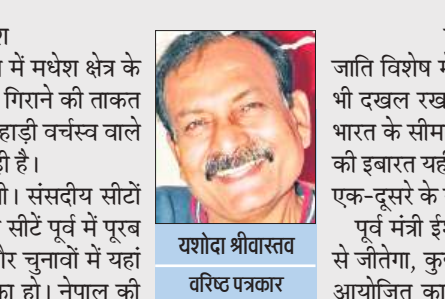 में मधेश क्षेत्र के
गिराने की ताकत
हाड़ी वर्चस्व वाले
ही है।
ी। संसदीय सीटों
सीटें पूर्व में पूरब
और चुनावों में यहां
का हो। नेपाल की
यशोदा श्रीवास्तव
वरिष्ठ पत्रकार
जाति विशेष में
भी दखल रख
भारत के सीमा
की इबारत यही
एक-दूसरे के
पूर्व मंत्री ई
से जीतेगा, कु
आयोजित का